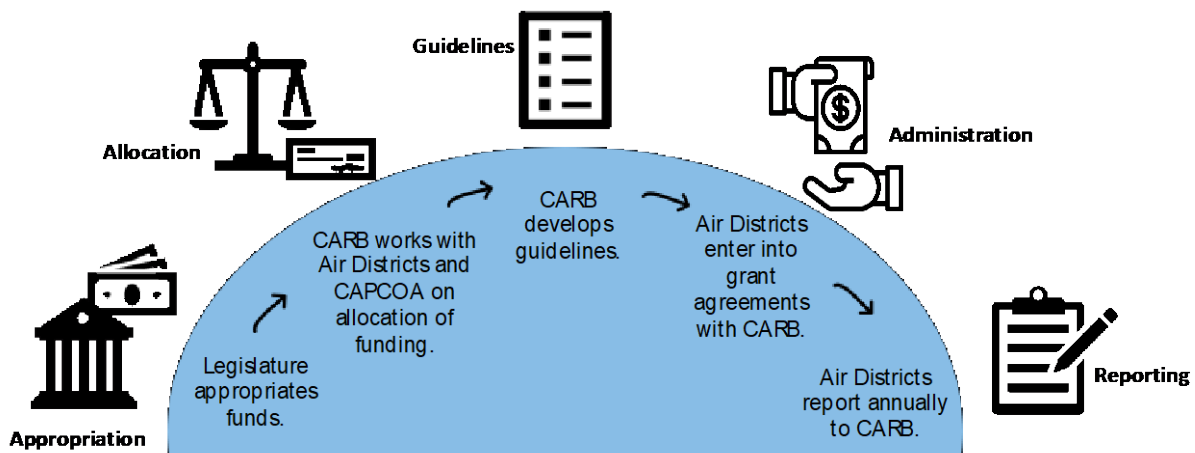 Appropriation
Legislature
appropriates
funds.
Allocation
CARB works with
Air Districts and
CAPCOA on
allocation of
funding.
Guidelines
CARB
develops
guidelines.
Administration
$
Air Districts
enter into
grant
agreements
with CARB.
Reporting
Air Districts
report annually
to CARB.